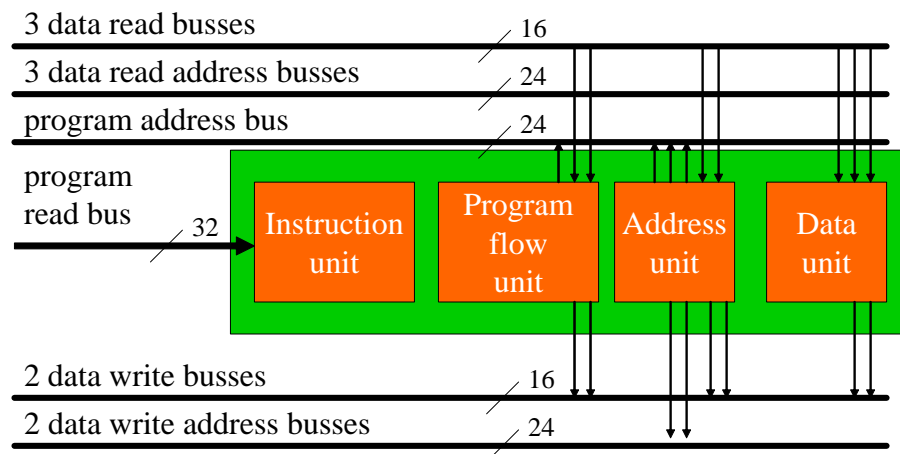 3 data read busses
16
3 data read address busses
24
program address bus
24
program
read bus
32
Instruction
unit
Program
flow
unit
Address
unit
Data
unit
2 data write busses
16
2 data write address busses
24